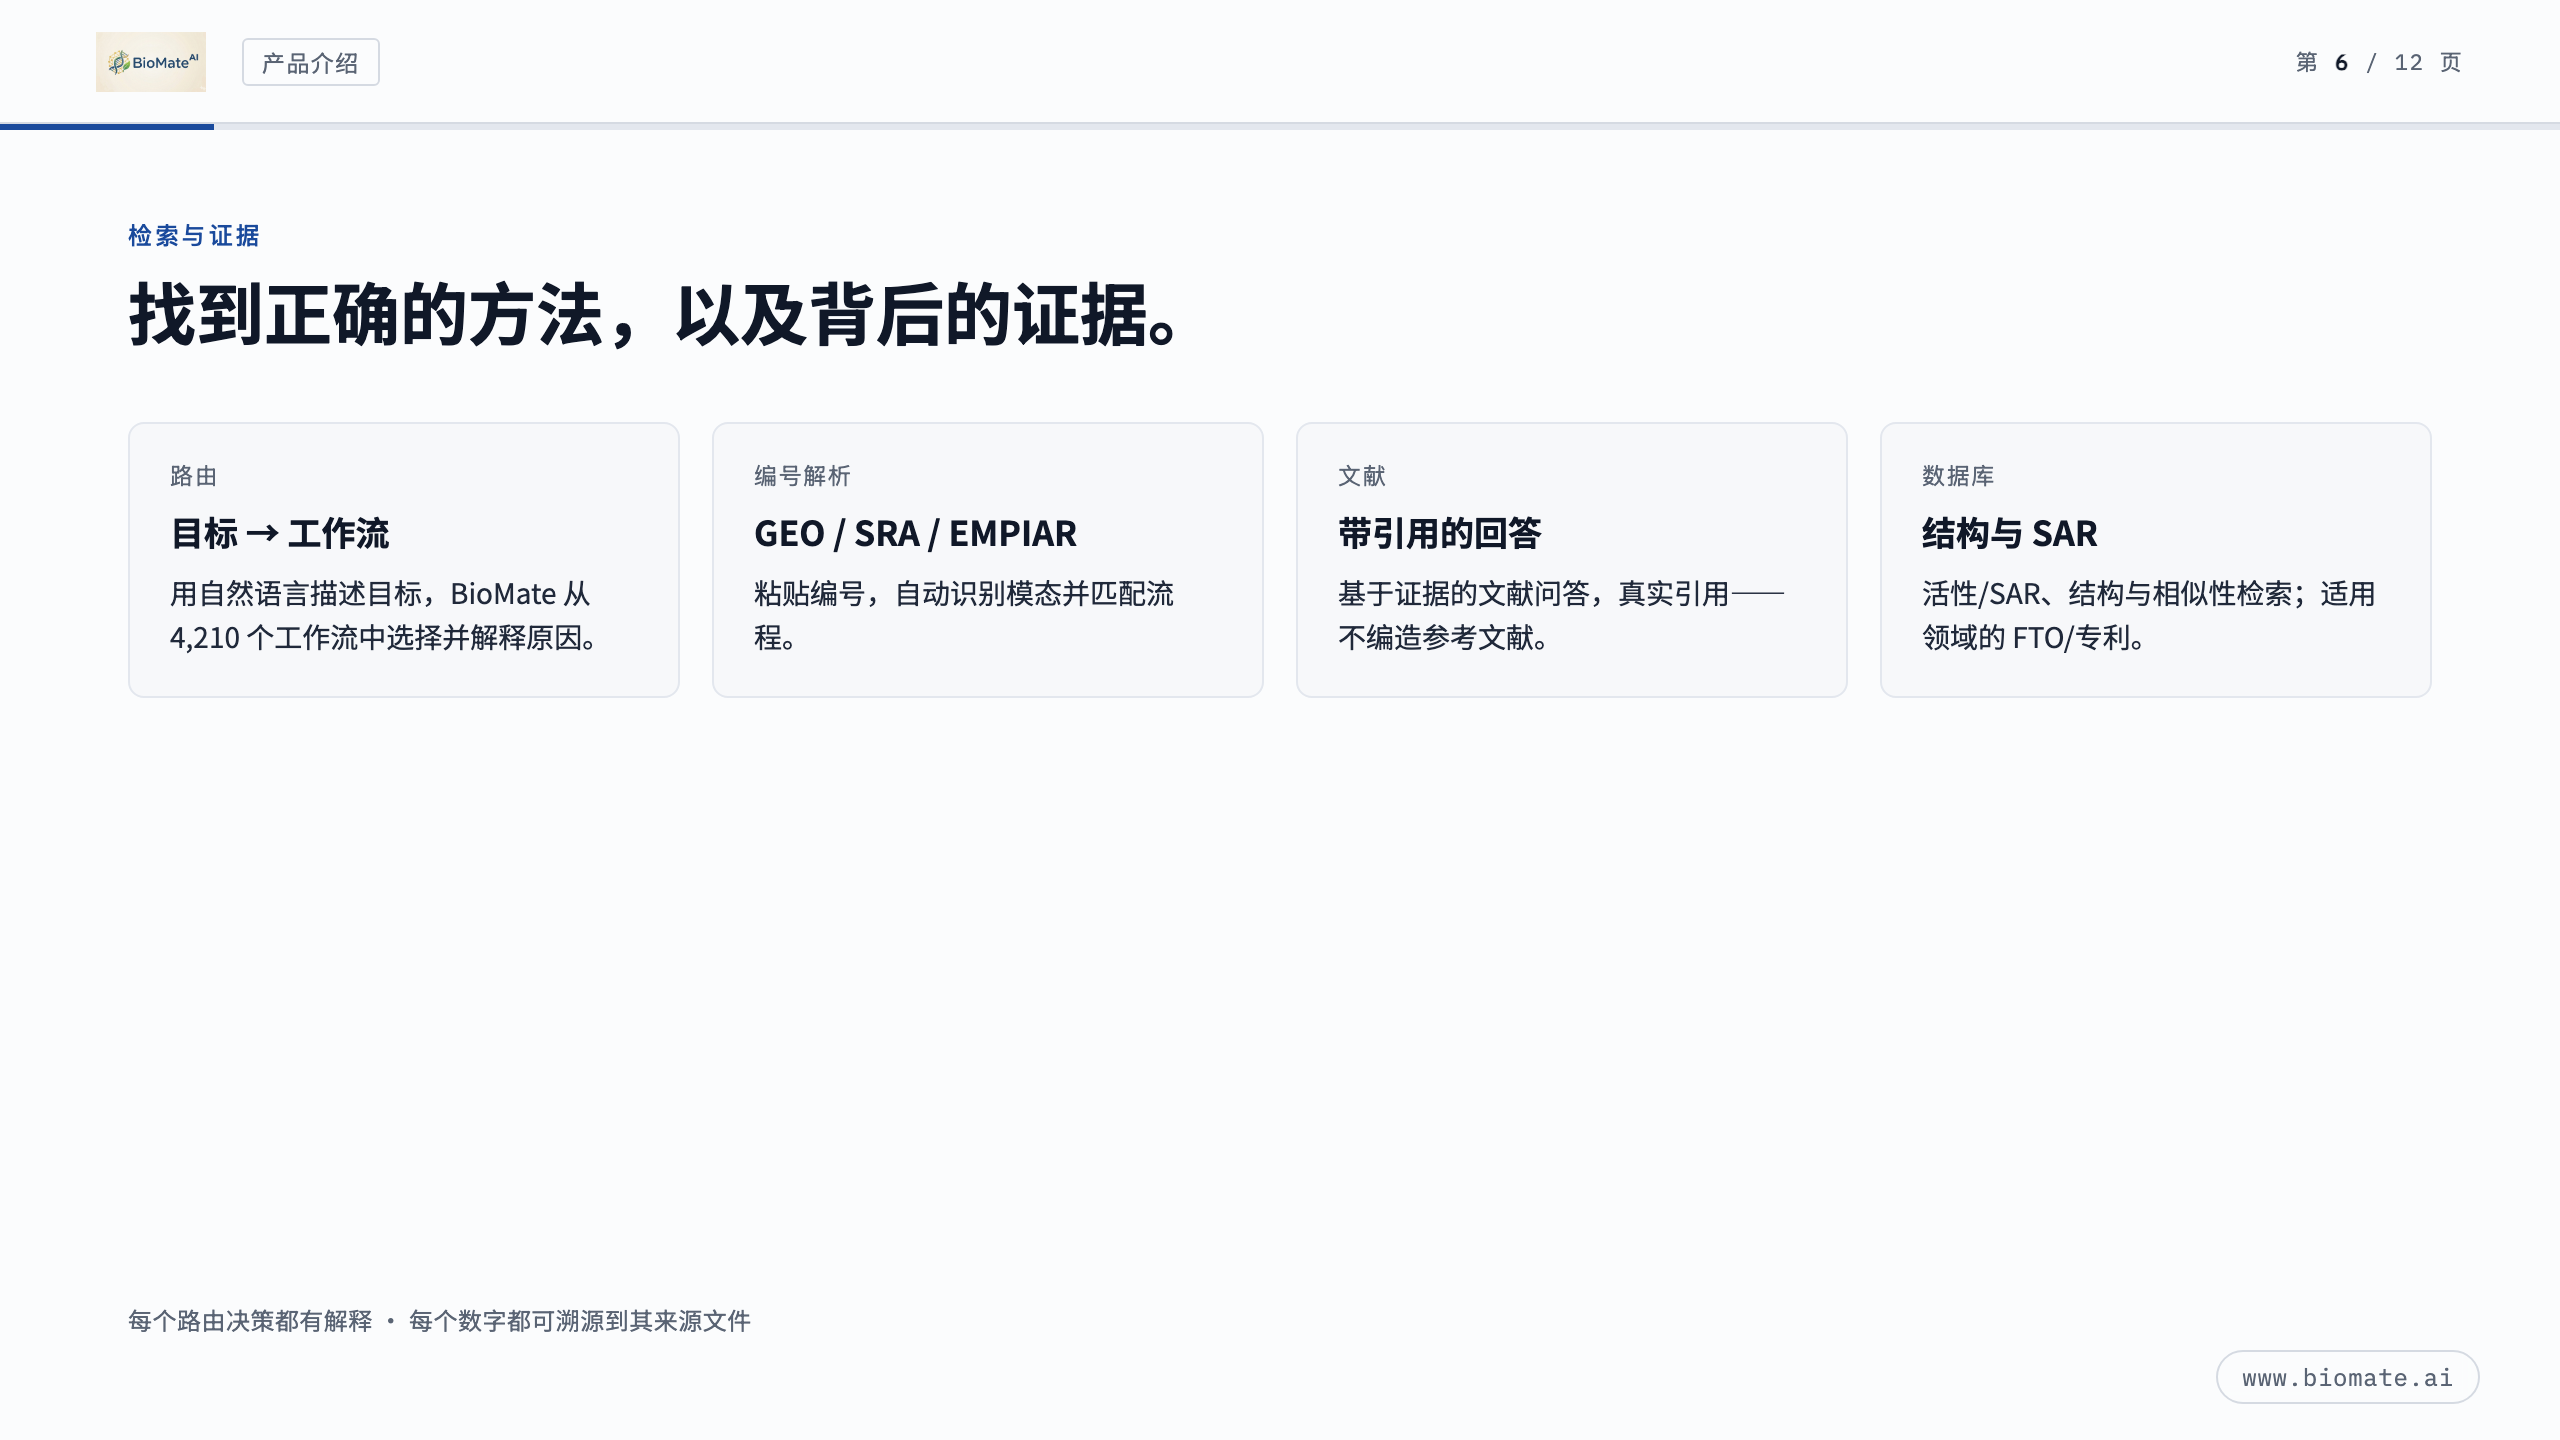 BioMate AI
产品介绍
第 6 / 12 页
检索与证据
找到正确的方法，以及背后的证据。
路由
目标 → 工作流
用自然语言描述目标，BioMate 从
4,210 个工作流中选择并解释原因。
编号解析
GEO / SRA / EMPIAR
粘贴编号，自动识别模态并匹配流
程。
文献
带引用的回答
基于证据的文献问答，真实引用——
不编造参考文献。
数据库
结构与 SAR
活性/SAR、结构与相似性检索；适用
领域的 FTO/专利。
每个路由决策都有解释 · 每个数字都可溯源到其来源文件
www.biomate.ai